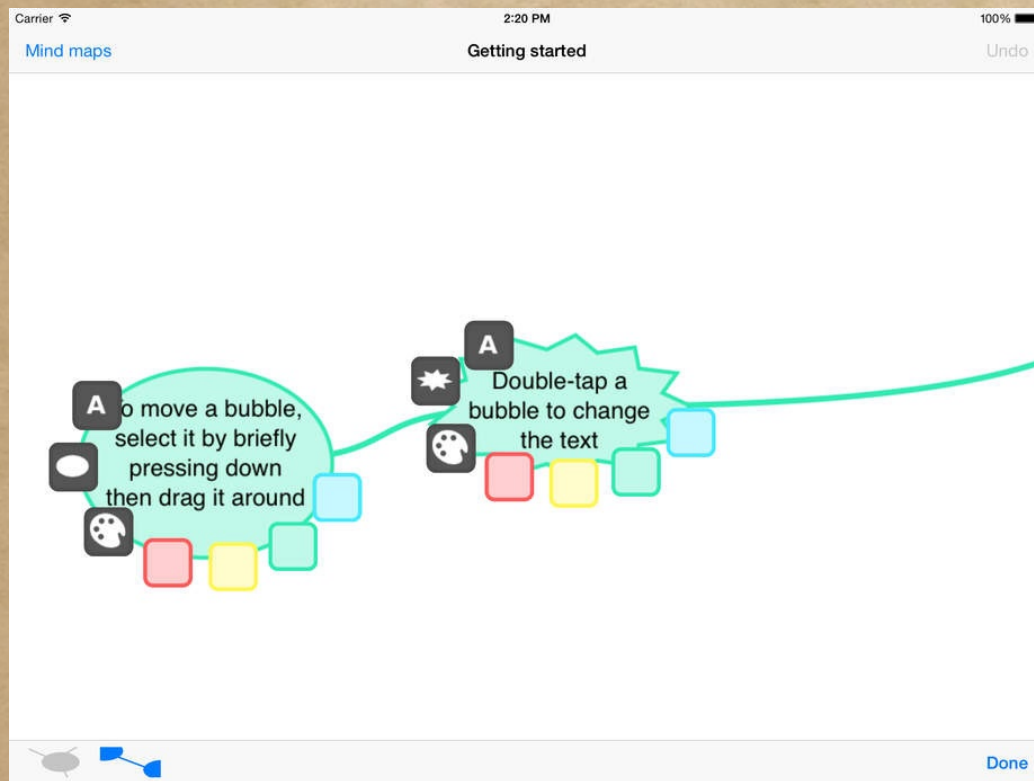 Carrier
2:20 PM
100%
Mind maps
Getting started
Undo
A
To move a bubble,
select it by briefly
pressing down
then drag it around
A
Double-tap a
bubble to change
the text
Done